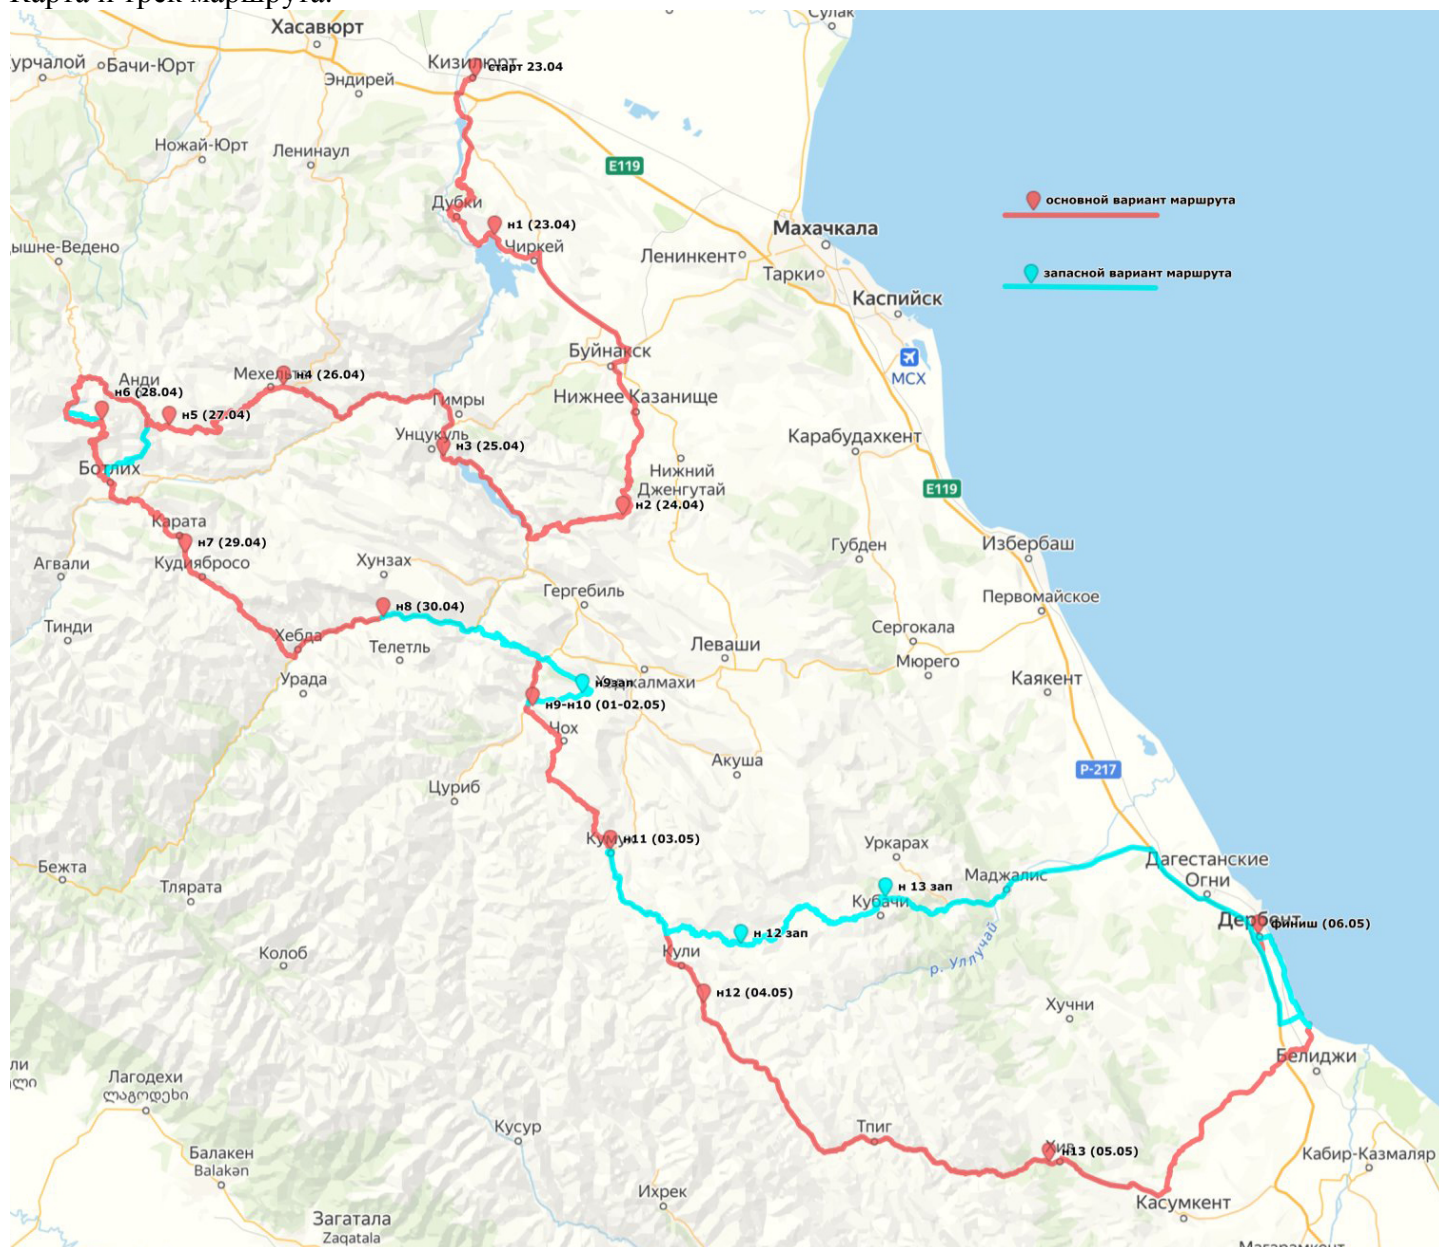 Карта и трек маршрута:
Сулак
Хасавюрт
Кизилюрт
старт 23.04
урчалой
Бачи-Юрт
Эндирей
Ножай-Юрт
Ленинаул
E119
основной вариант маршрута
Дубки
н1 (23.04)
Махачкала
ышне-Ведено
Чиркей
Ленинкент
Тарки
запасной вариант маршрута
Каспийск
Буйнакск
МСХ
Анди
Мехельта
н4 (26.04)
н6 (28.04)
Гимры
Нижнее Казанище
н5 (27.04)
Унцукуль
н3 (25.04)
Карабудахкент
Ботлих
Нижний
Дженгутай
E119
н2 (24.04)
Карата
н7 (29.04)
Губден
Избербаш
Агвали
Кудиябросо
Хунзах
Гергебиль
Первомайское
н8 (30.04)
Тинди
Хебда
Телетль
Леваши
Сергокала
Мюрего
Урада
н9зап
Хаджалмахи
Каякент
н9-н10 (01-02.05)
Чох
Акуша
Р-217
Цуриб
Кумух
н11 (03.05)
Уркарах
Бежта
Тлярата
Маджалис
Дагестанские
Огни
н 13 зап
Кубачи
Дербент
финиш (06.05)
н 12 зап
Колоб
Кули
р. Уллучай
н12 (04.05)
Хучни
Белиджи
ли
ლი
Лагодехи
ლაგოდეხი
Кусур
Тпиг
Балакен
Balakən
Хив
н13 (05.05)
Кабир-Казмаляр
Ихрек
Касумкент
Загатала
Zaqatala
Магарамкент